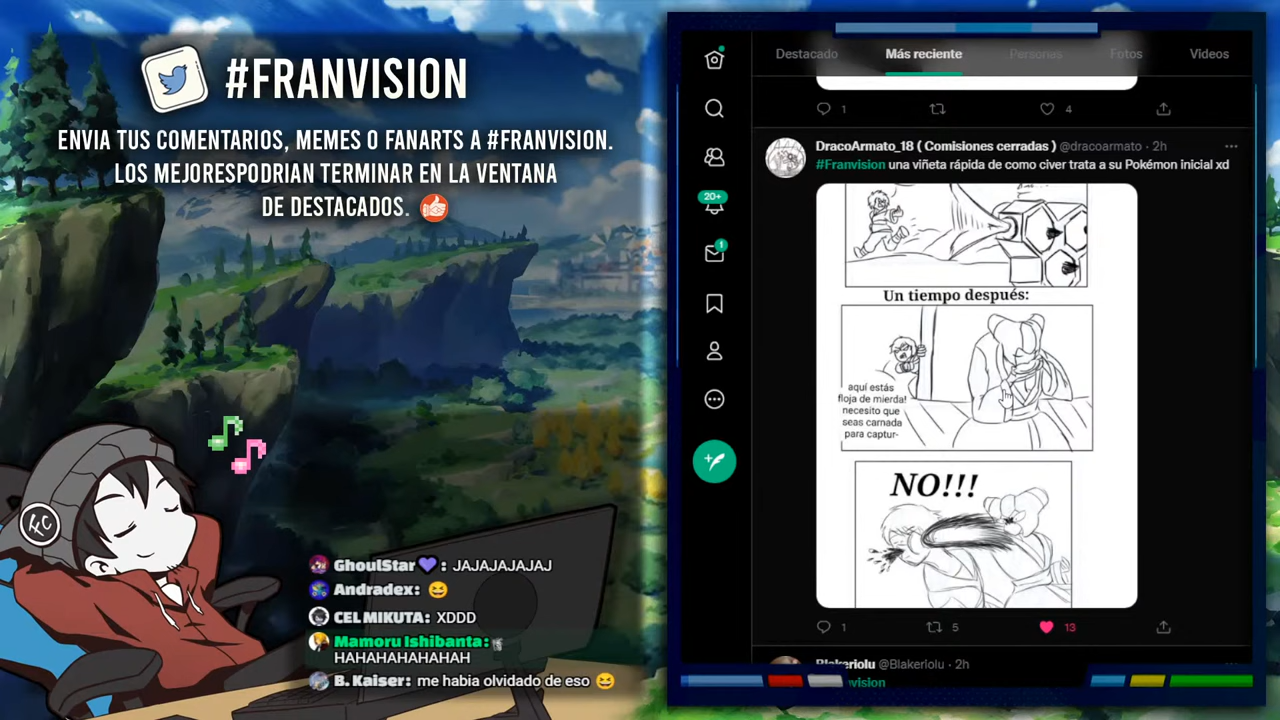 #FRANVISION
ENVIA TUS COMENTARIOS, MEMES O FANARTS A #FRANVISION.
LOS MEJORESPODRIAN TERMINAR EN LA VENTANA
DE DESTACADOS.
GhoulStar: JAJAJAJAJAJ
Andradex:
CEL MIKUTA: XDDD
Mamoru Ishibanta:
HAHAHAHAHAHAH
B. Kaiser: me habia olvidado de eso
Destacado
Más reciente
Personas
Fotos
Videos
1
4
DracoArmato_18 ( Comisiones cerradas ) @dracoarmato · 2h
#Franvision una viñeta rápida de como civer trata a su Pokémon inicial xd
20+
1
Un tiempo después:
aquí estás
floja de mierda!
necesito que
seas carnada
para captur-
NO!!!
1
5
13
Blakeriolu @Blakeriolu · 2h
vision